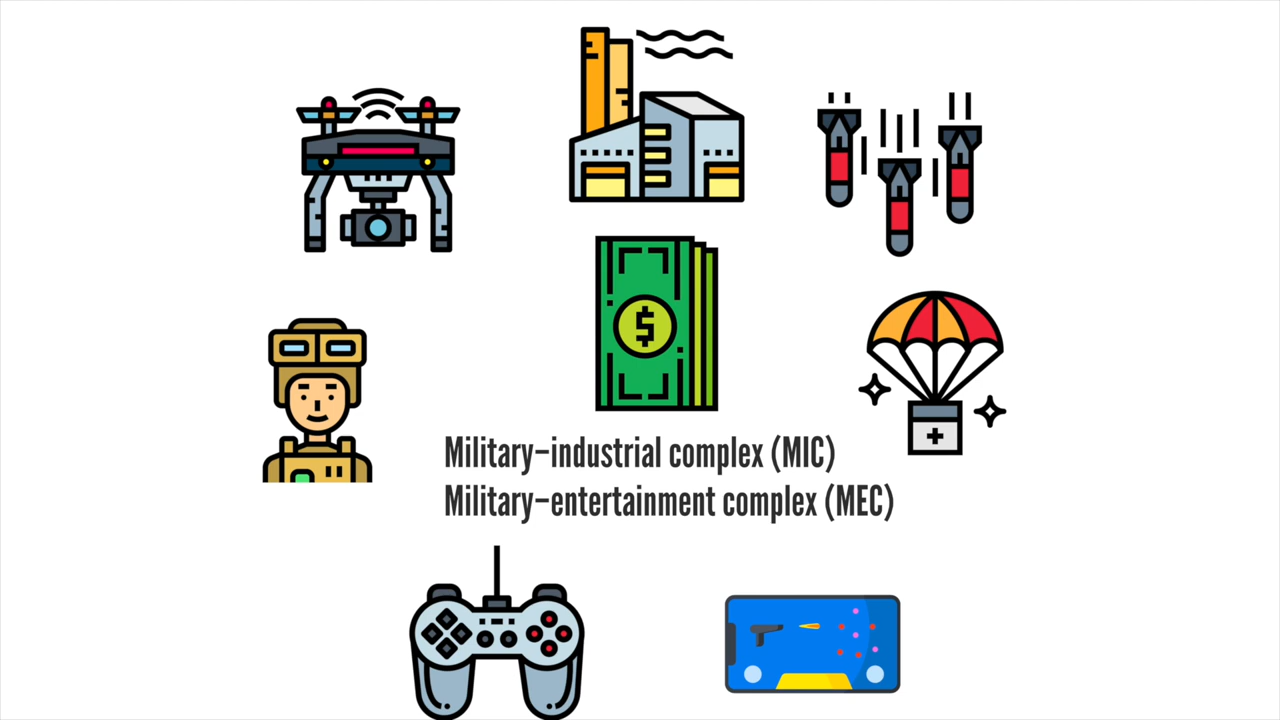 $
Military–industrial complex (MIC)
Military–entertainment complex (MEC)